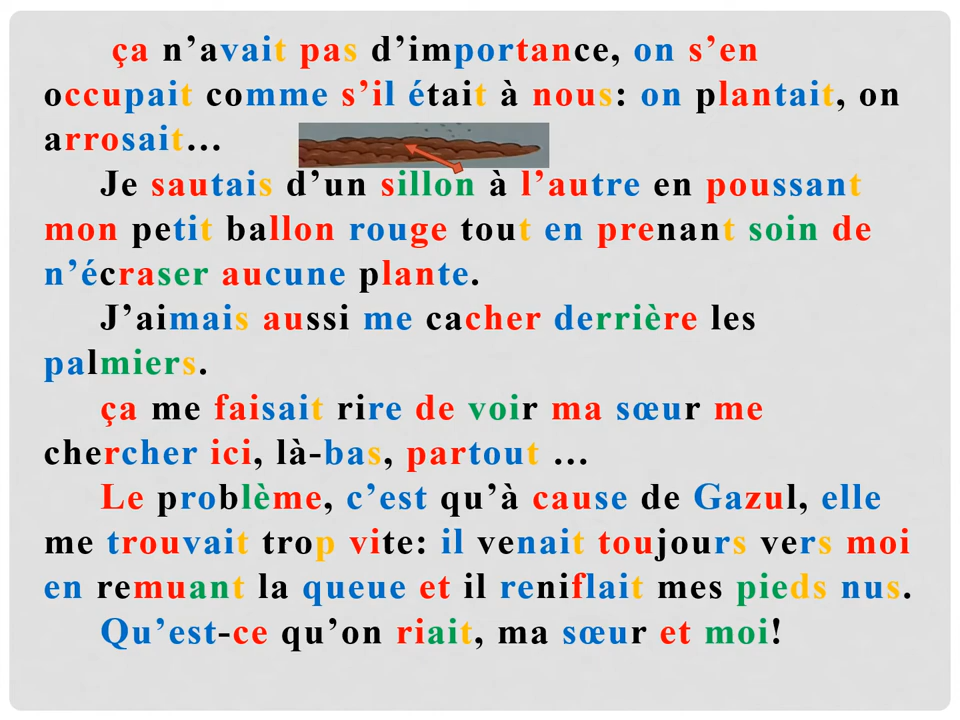 ça n’avait pas d’importance, on s’en
occupait comme s’il était à nous: on plantait, on
arrosait…
Je sautais d’un sillon à l’autre en poussant
mon petit ballon rouge tout en prenant soin de
n’écraser aucune plante.
J’aimais aussi me cacher derrière les
palmiers.
ça me faisait rire de voir ma sœur me
chercher ici, là-bas, partout …
Le problème, c’est qu’à cause de Gazul, elle
me trouvait trop vite: il venait toujours vers moi
en remuant la queue et il reniflait mes pieds nus.
Qu’est-ce qu’on riait, ma sœur et moi!